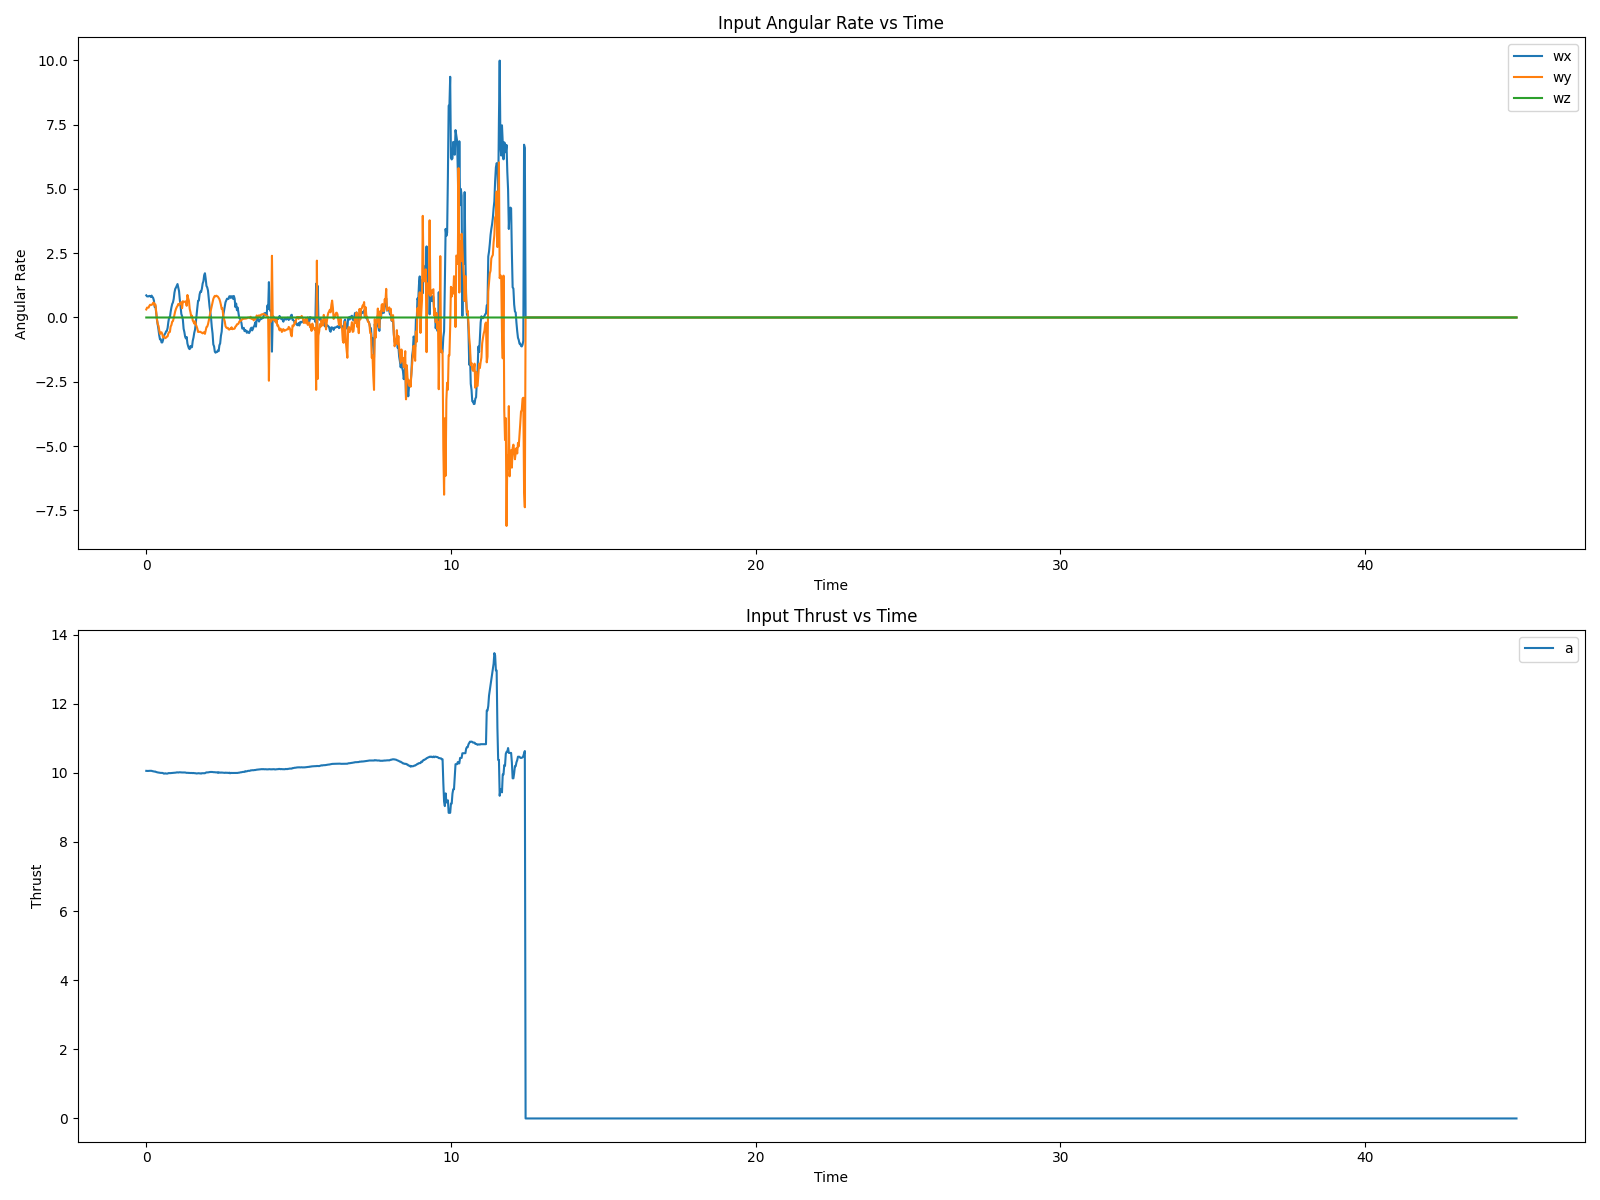 Input Angular Rate vs Time
Angular Rate
10.0
7.5
5.0
2.5
0.0
−2.5
−5.0
−7.5
wx
wy
wz
0 10 20 30 40
Time
Input Thrust vs Time
Thrust
14
12
10
8
6
4
2
0
a
0 10 20 30 40
Time